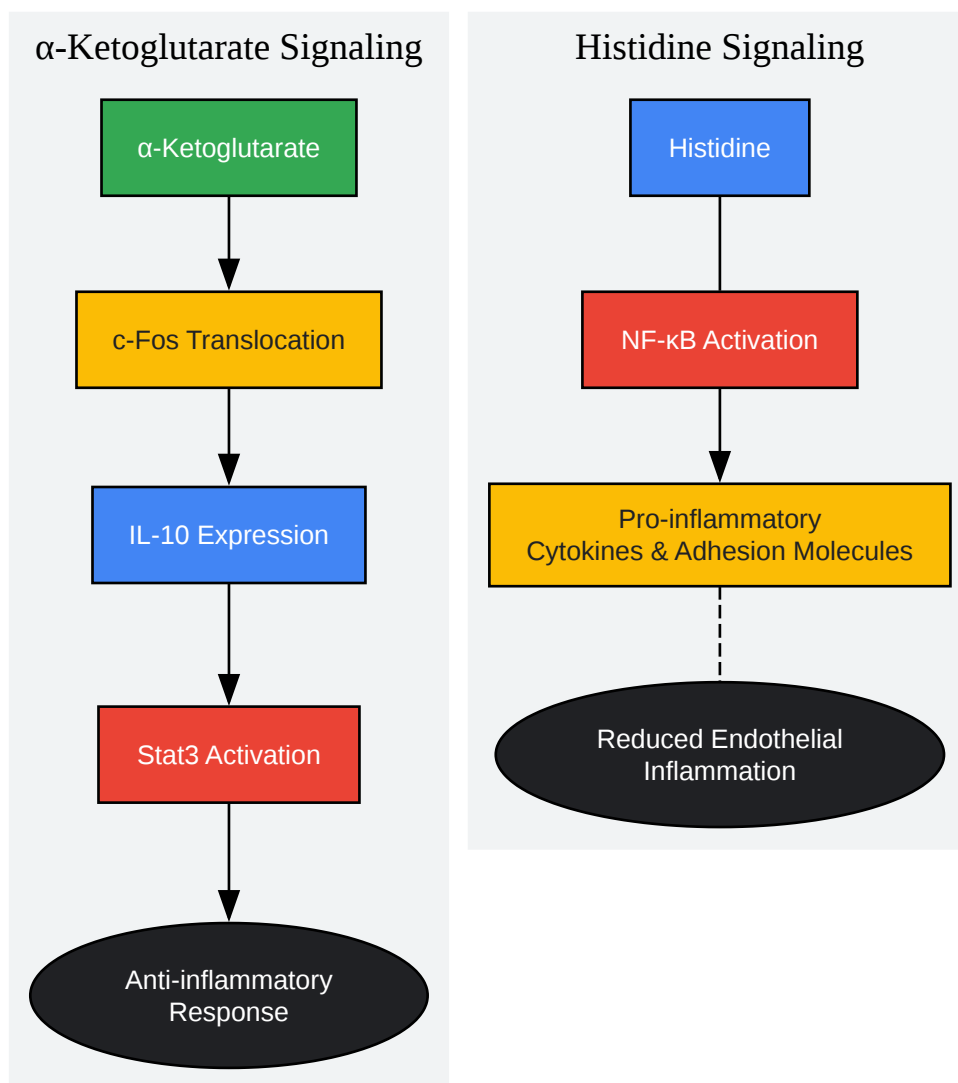 α-Ketoglutarate Signaling
α-Ketoglutarate
c-Fos Translocation
IL-10 Expression
Stat3 Activation
Anti-inflammatory
Response
Histidine Signaling
Histidine
NF-κB Activation
Pro-inflammatory
Cytokines & Adhesion Molecules
Reduced Endothelial
Inflammation